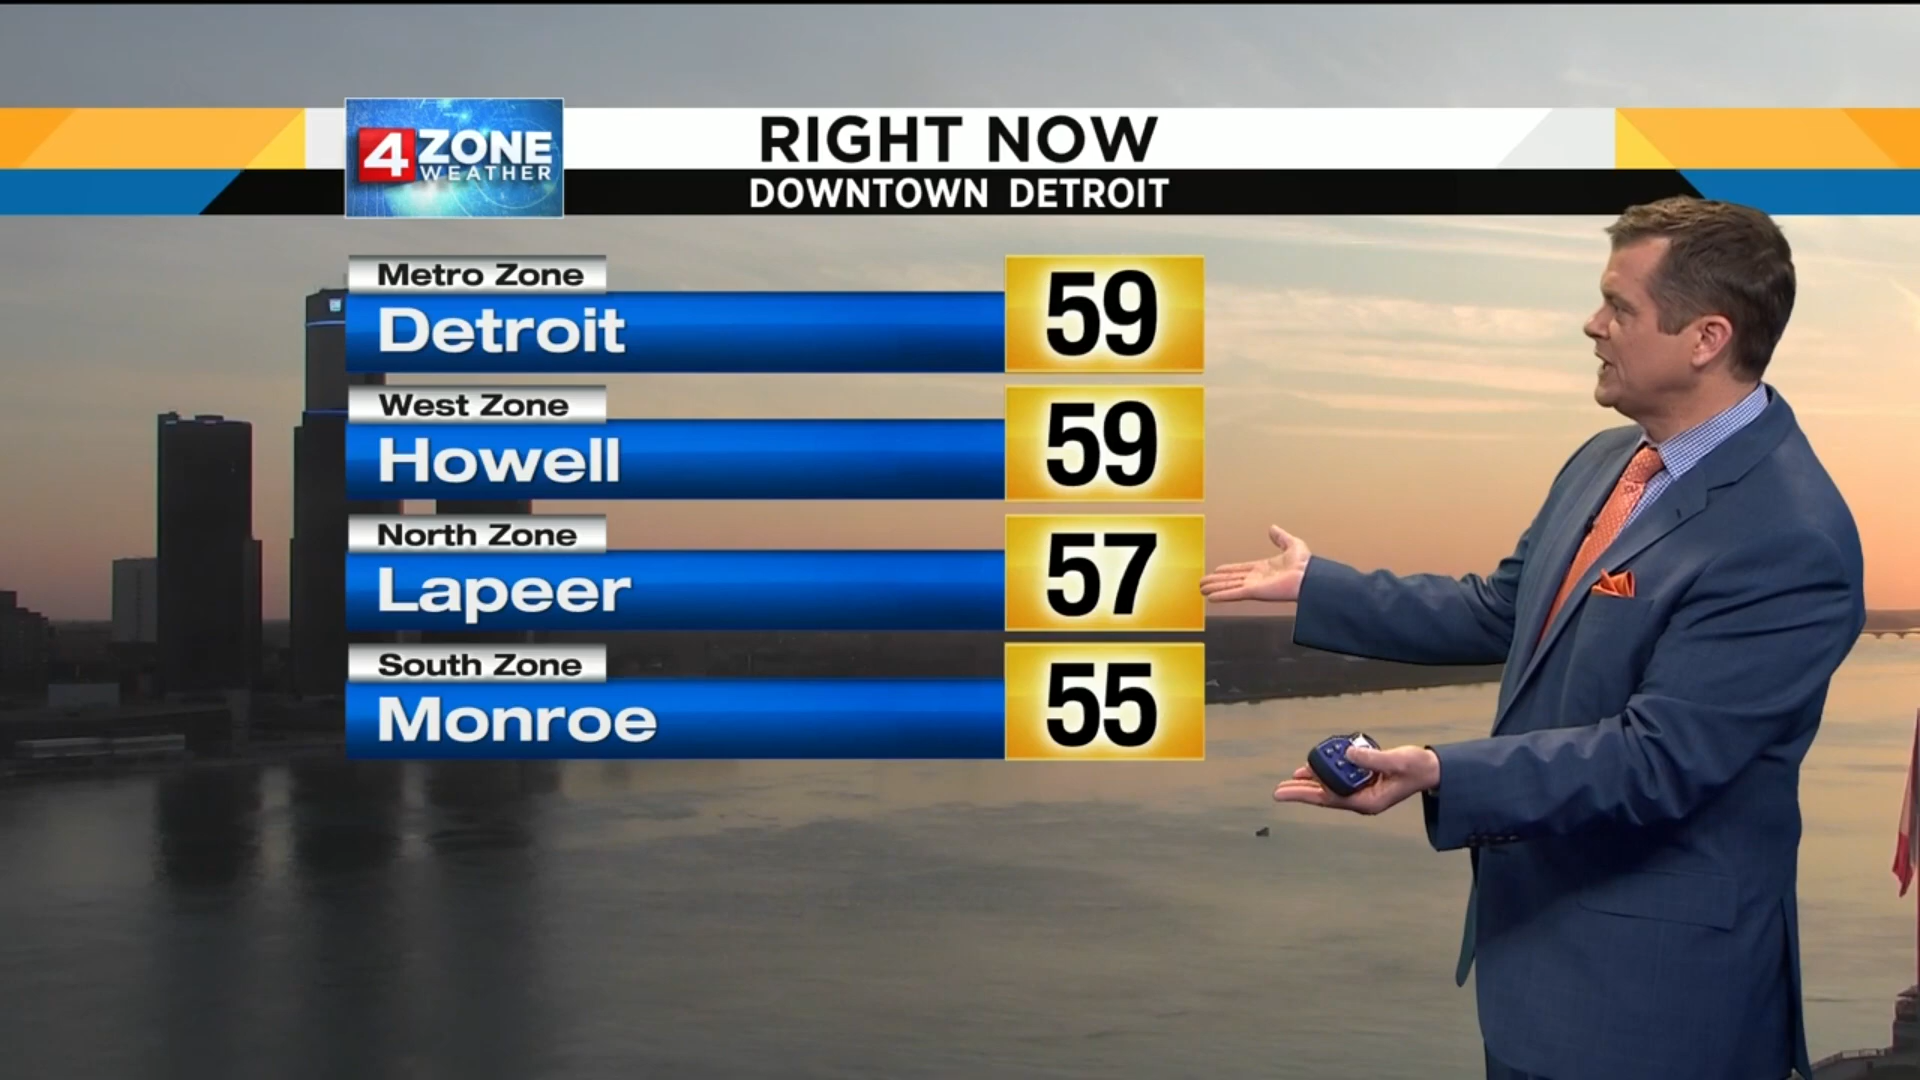 4 ZONE
WEATHER
RIGHT NOW
DOWNTOWN DETROIT
Metro Zone
Detroit
59
West Zone
Howell
59
North Zone
Lapeer
57
South Zone
Monroe
55